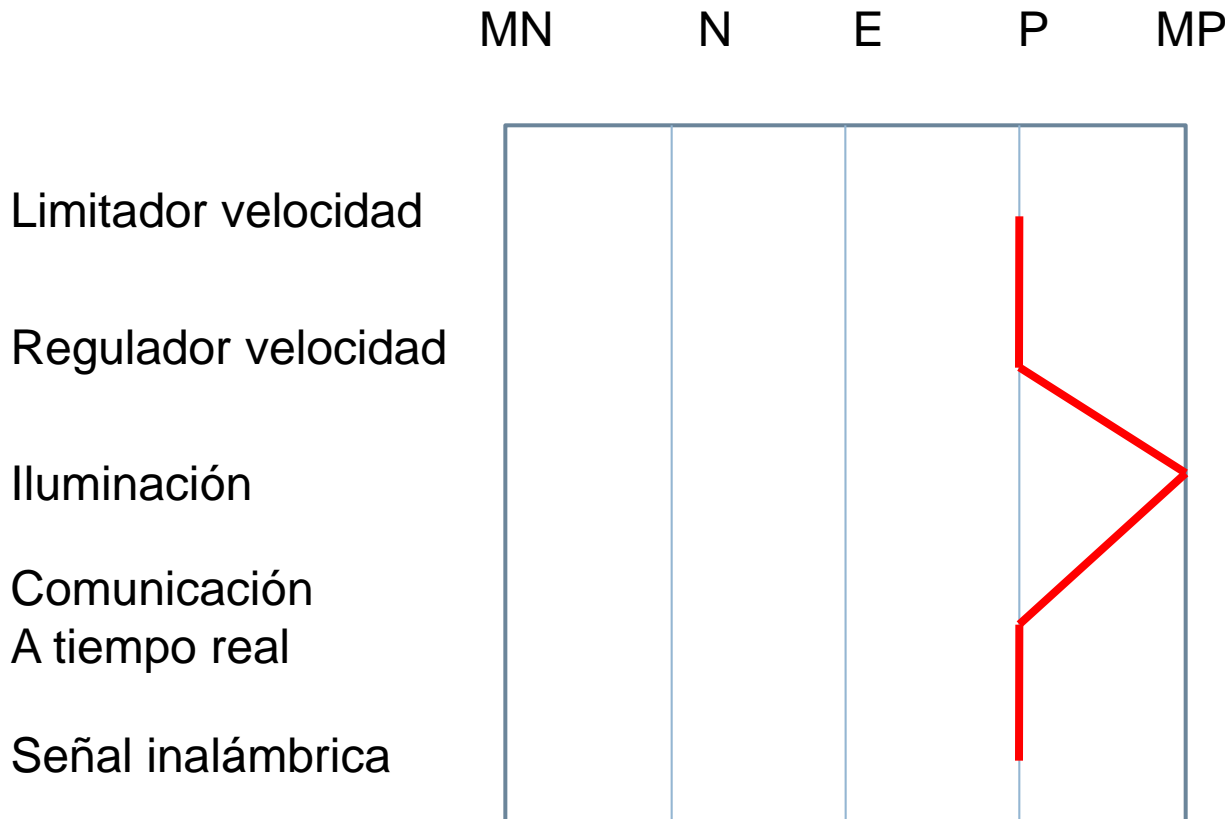 MN N E P MP
Limitador velocidad
Regulador velocidad
Iluminación
Comunicación
A tiempo real
Señal inalámbrica